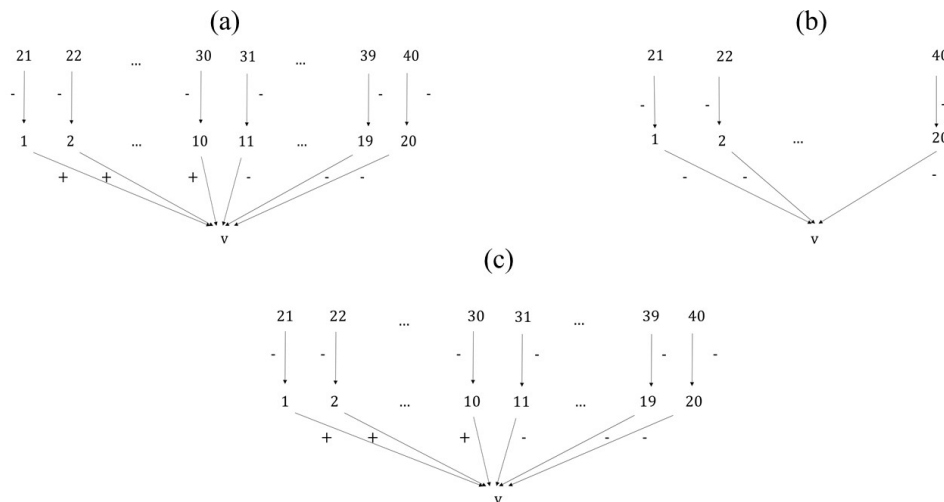 (a)
21 22 ... 30 31 ... 39 40
- - - - - -
1 2 ... 10 11 ... 19 20
+ + + - - -
v
(b)
21 22 40
- - -
1 2 ... 20
- - -
v
(c)
21 22 ... 30 31 ... 39 40
- - - - - -
1 2 ... 10 11 ... 19 20
+ + + - - -
v